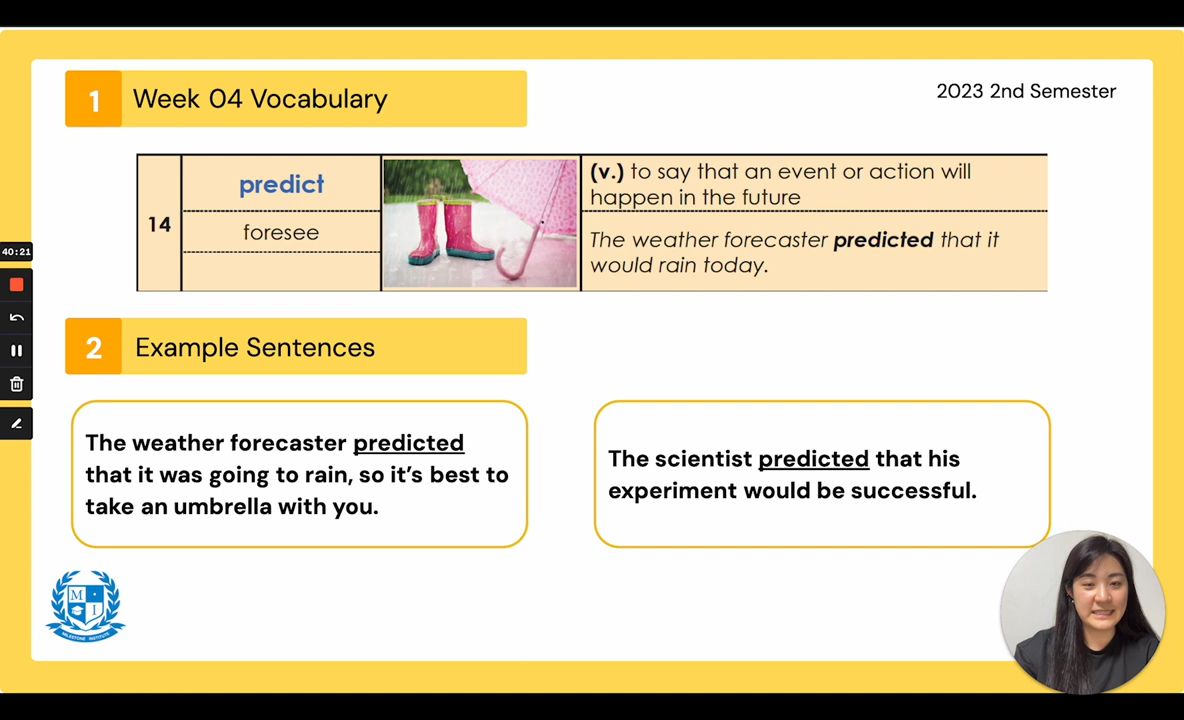 1 Week 04 Vocabulary
2023 2nd Semester
14
predict
foresee
(v.) to say that an event or action will
happen in the future
The weather forecaster predicted that it
would rain today.
40:21
2 Example Sentences
The weather forecaster predicted
that it was going to rain, so it’s best to
take an umbrella with you.
The scientist predicted that his
experiment would be successful.
M
I
MILESTONE INSTITUTE